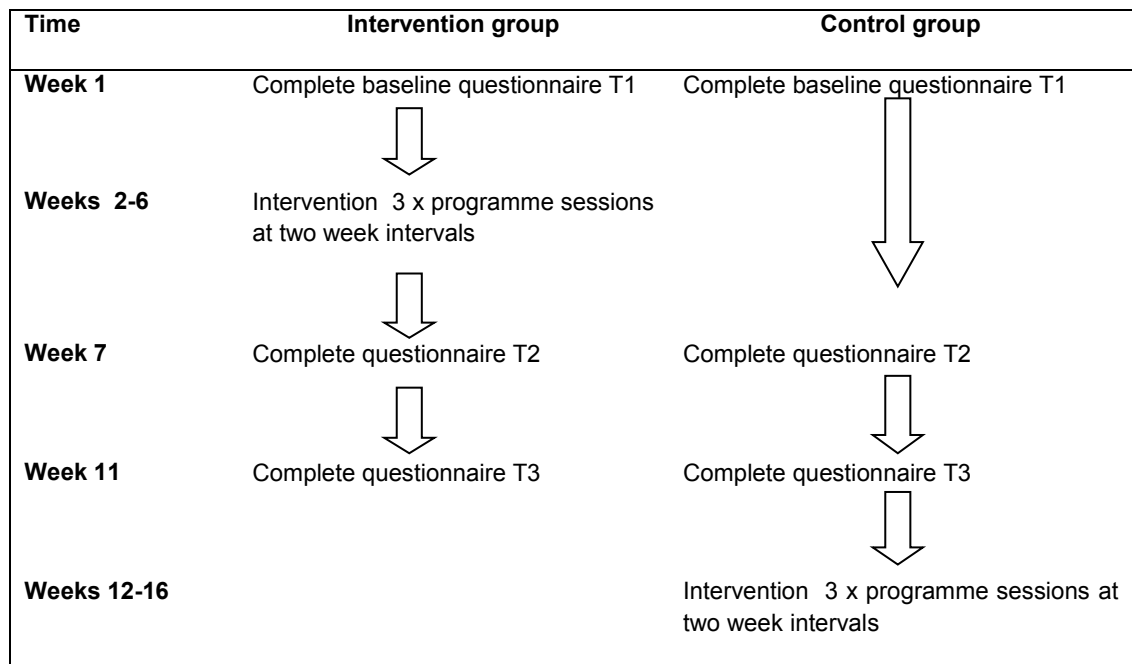 Time Intervention group Control group
Week 1 Complete baseline questionnaire T1 Complete baseline questionnaire T1
Weeks 2-6 Intervention 3 x programme sessions
at two week intervals
Week 7 Complete questionnaire T2 Complete questionnaire T2
Week 11 Complete questionnaire T3 Complete questionnaire T3
Weeks 12-16 Intervention 3 x programme sessions at
two week intervals